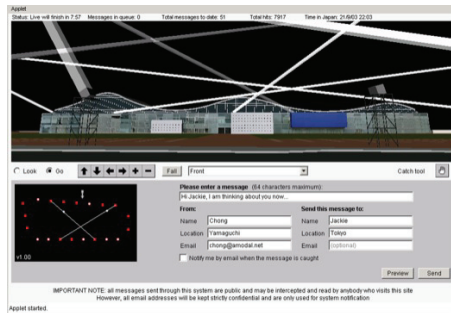 Applet
Status: Live will finish in 7:57 Messages in queue: 0 Total messages to date: 51 Total hits: 7917 Time in Japan: 21/8/03 22:03
Look Go Fall Front Catch tool
Please enter a message (64 characters maximum)
Hi Jackie, I am thinking about you now...
From: Send this message to:
Name Chong Name Jackie
Location Yamaguchi Location Tokyo
Email chong@amodal.net Email (optional)
Notify me by email when the message is caught
v1.00
Preview Send
IMPORTANT NOTE: all messages sent through this system are public and may be intercepted and read by anybody who visits this site
However, all email addresses will be kept strictly confidential and are only used for system notification
Applet started.